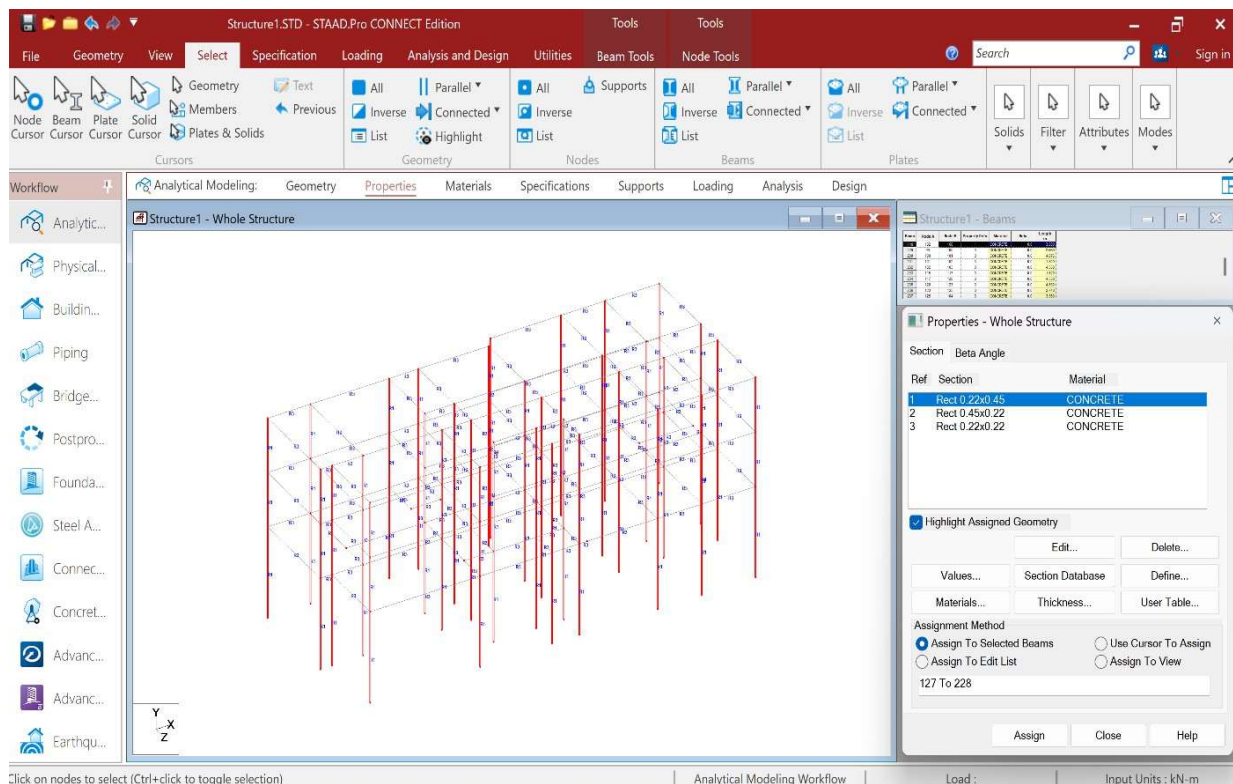 Structure1.STD - STAAD.Pro CONNECT Edition
Tools Tools
File Geometry View Select Specification Loading Analysis and Design Utilities Beam Tools Node Tools Search Sign in
Node Cursor
Beam Cursor
Plate Cursor
Solid Cursor
Geometry
Members
Plates & Solids
Text
Previous
Cursors
All
Inverse
List
Parallel
Connected
Highlight
Geometry
All
Inverse
List
Supports
Nodes
All
Inverse
List
Parallel
Connected
Beams
All
Inverse
List
Parallel
Connected
Plates
Solids
Filter
Attributes
Modes
Workflow
Analytic...
Physical...
Buildin...
Piping
Bridge...
Postpro...
Founda...
Steel A...
Connec...
Concret...
Advanc...
Advanc...
Earthqu...
Analytical Modeling: Geometry Properties Materials Specifications Supports Loading Analysis Design
Structure1 - Whole Structure
Y
X
Z
Structure1 - Beams
Properties - Whole Structure
Section Beta Angle
Ref Section Material
1 Rect 0.22x0.45 CONCRETE
2 Rect 0.45x0.22 CONCRETE
3 Rect 0.22x0.22 CONCRETE
Highlight Assigned Geometry
Edit... Delete...
Values... Section Database Define...
Materials... Thickness... User Table...
Assignment Method
Assign To Selected Beams Use Cursor To Assign
Assign To Edit List Assign To View
127 To 228
Assign Close Help
Click on nodes to select (Ctrl+click to toggle selection) Analytical Modeling Workflow Load : Input Units : kN-m